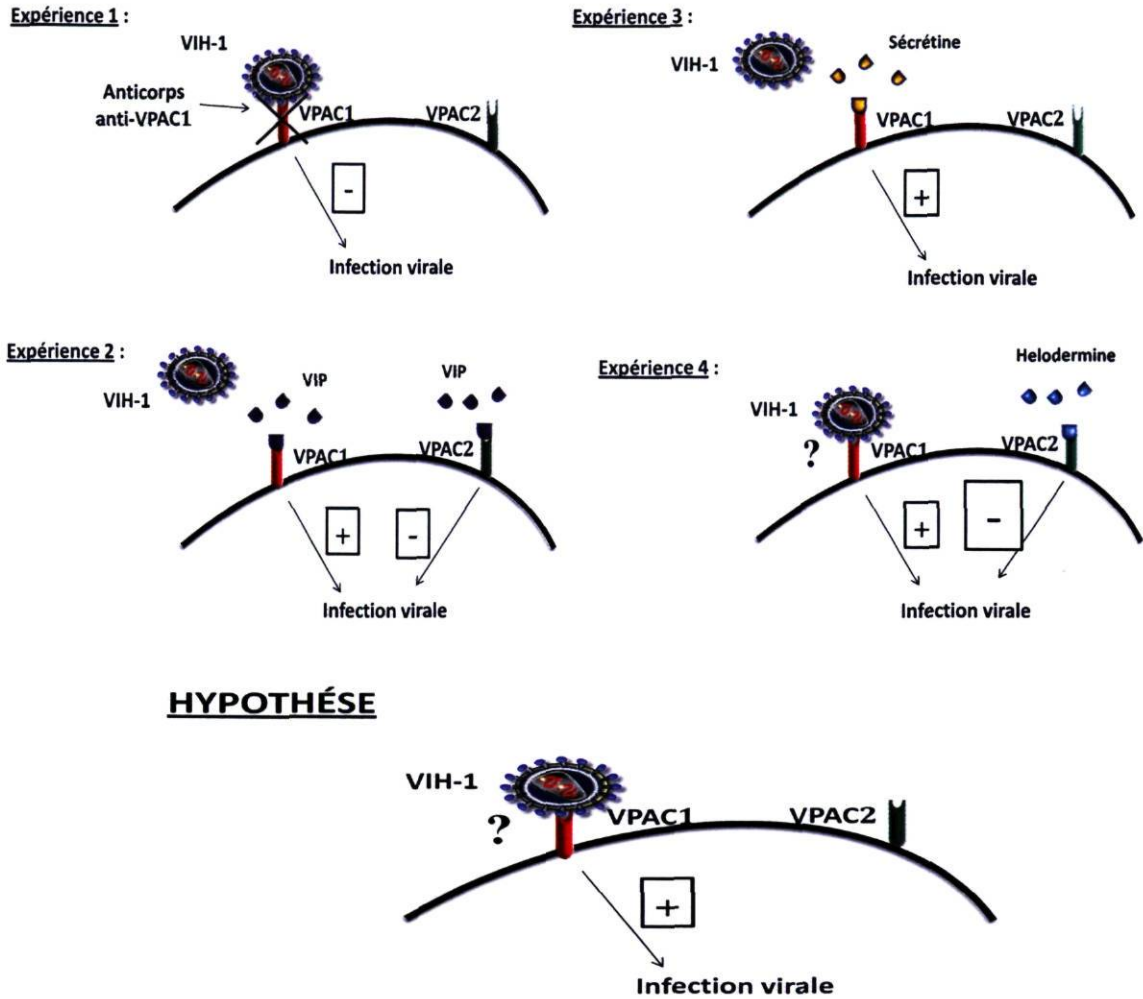 Expérience 1 :
VIH-1
Anticorps
anti-VPAC1
VPAC1
VPAC2
-
Infection virale
Expérience 3 :
VIH-1
Sécrétine
VPAC1
VPAC2
+
Infection virale
Expérience 2 :
VIH-1
VIP
VIP
VPAC1
VPAC2
+
-
Infection virale
Expérience 4 :
Helodermine
VIH-1
?
VPAC1
VPAC2
+
-
Infection virale
HYPOTHÉSE
VIH-1
?
VPAC1
VPAC2
+
Infection virale